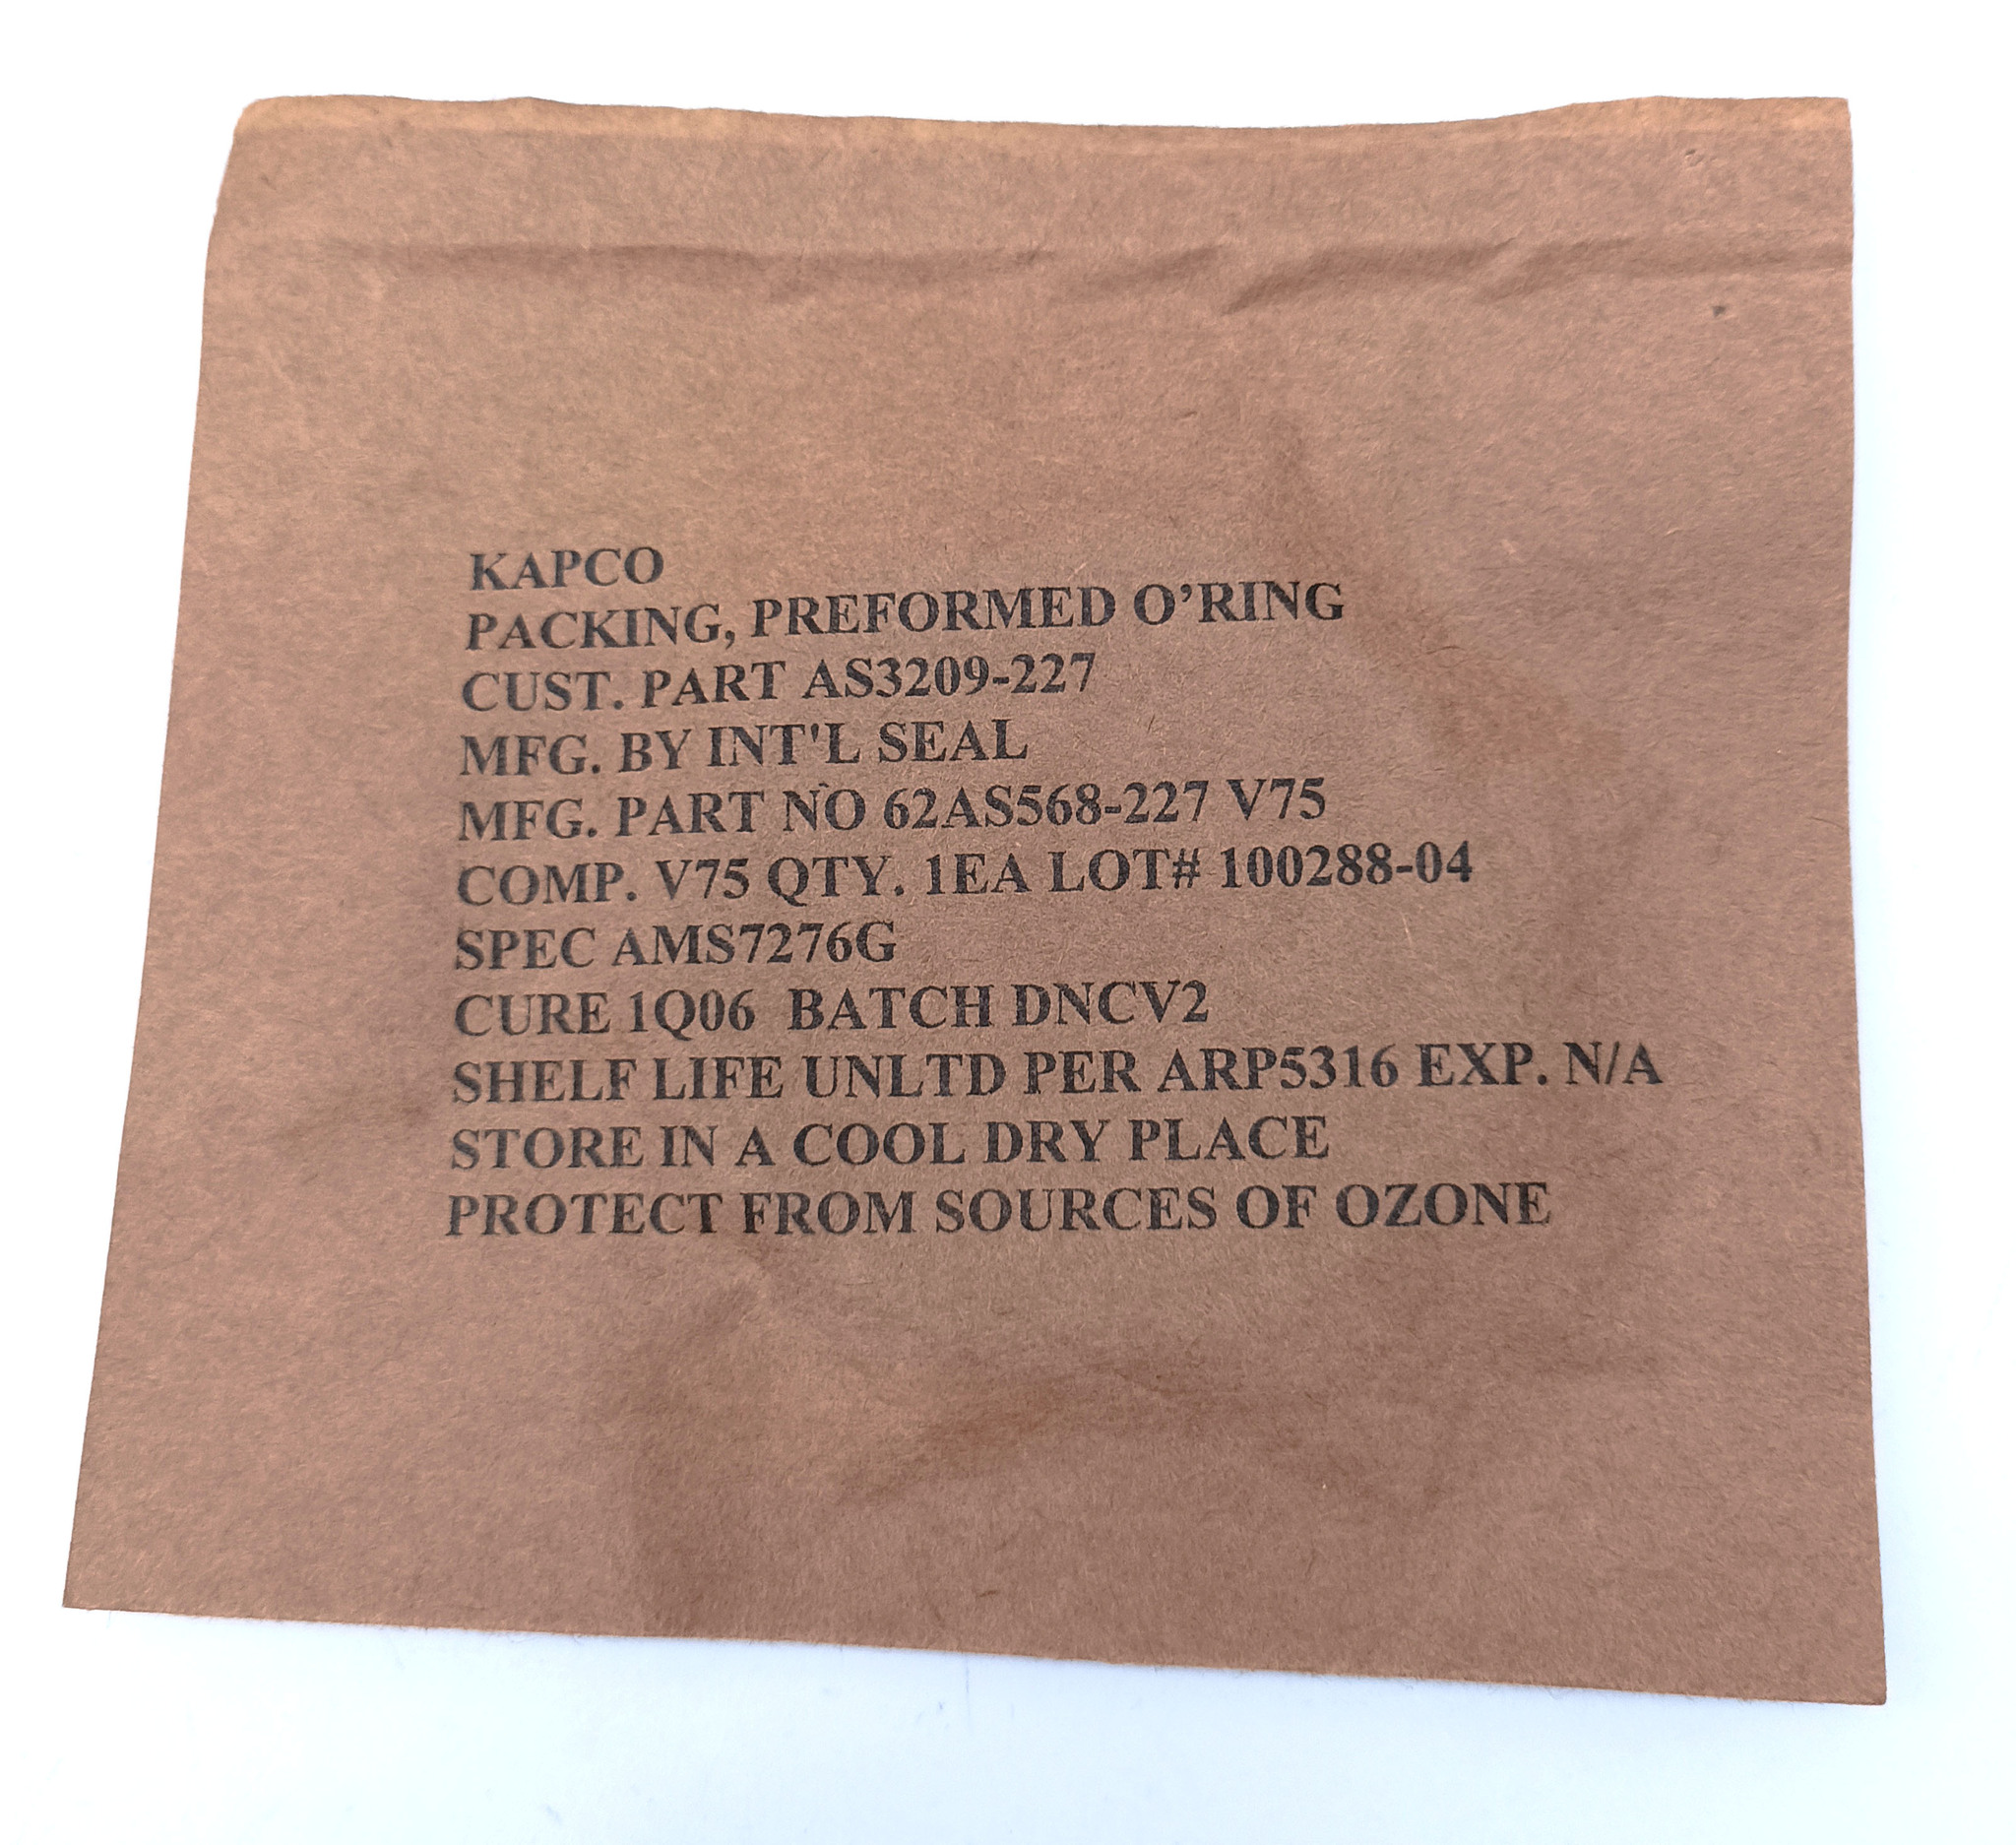 KAPCO
PACKING, PREFORMED O’RING
CUST. PART AS3209-227
MFG. BY INT'L SEAL
MFG. PART NO 62AS568-227 V75
COMP. V75 QTY. 1EA LOT# 100288-04
SPEC AMS7276G
CURE 1Q06 BATCH DNCV2
SHELF LIFE UNLTD PER ARP5316 EXP. N/A
STORE IN A COOL DRY PLACE
PROTECT FROM SOURCES OF OZONE